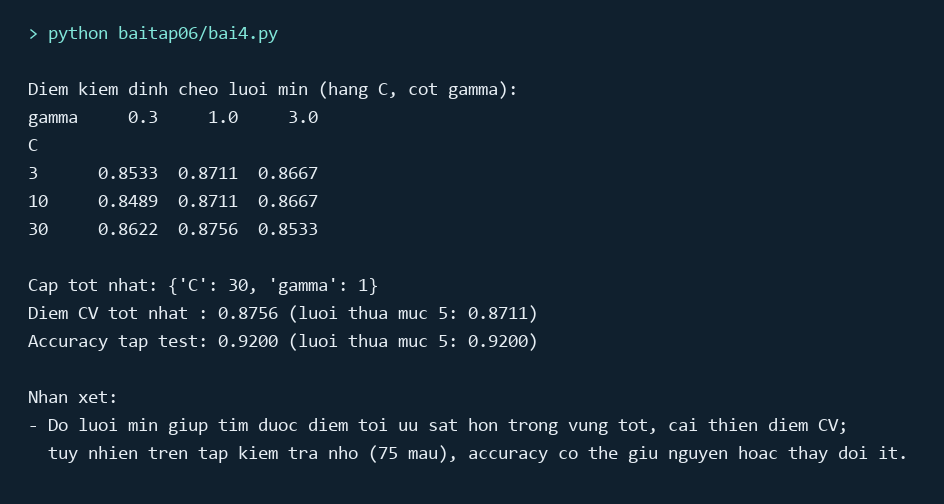 > python baitap06/bai4.py
Diem kiem dinh cheo luoi min (hang C, cot gamma):
gamma     0.3     1.0     3.0
C
3      0.8533  0.8711  0.8667
10     0.8489  0.8711  0.8667
30     0.8622  0.8756  0.8533
Cap tot nhat: {'C': 30, 'gamma': 1}
Diem CV tot nhat : 0.8756 (luoi thua muc 5: 0.8711)
Accuracy tap test: 0.9200 (luoi thua muc 5: 0.9200)
Nhan xet:
- Do luoi min giup tim duoc diem toi uu sat hon trong vung tot, cai thien diem CV;
  tuy nhien tren tap kiem tra nho (75 mau), accuracy co the giu nguyen hoac thay doi it.